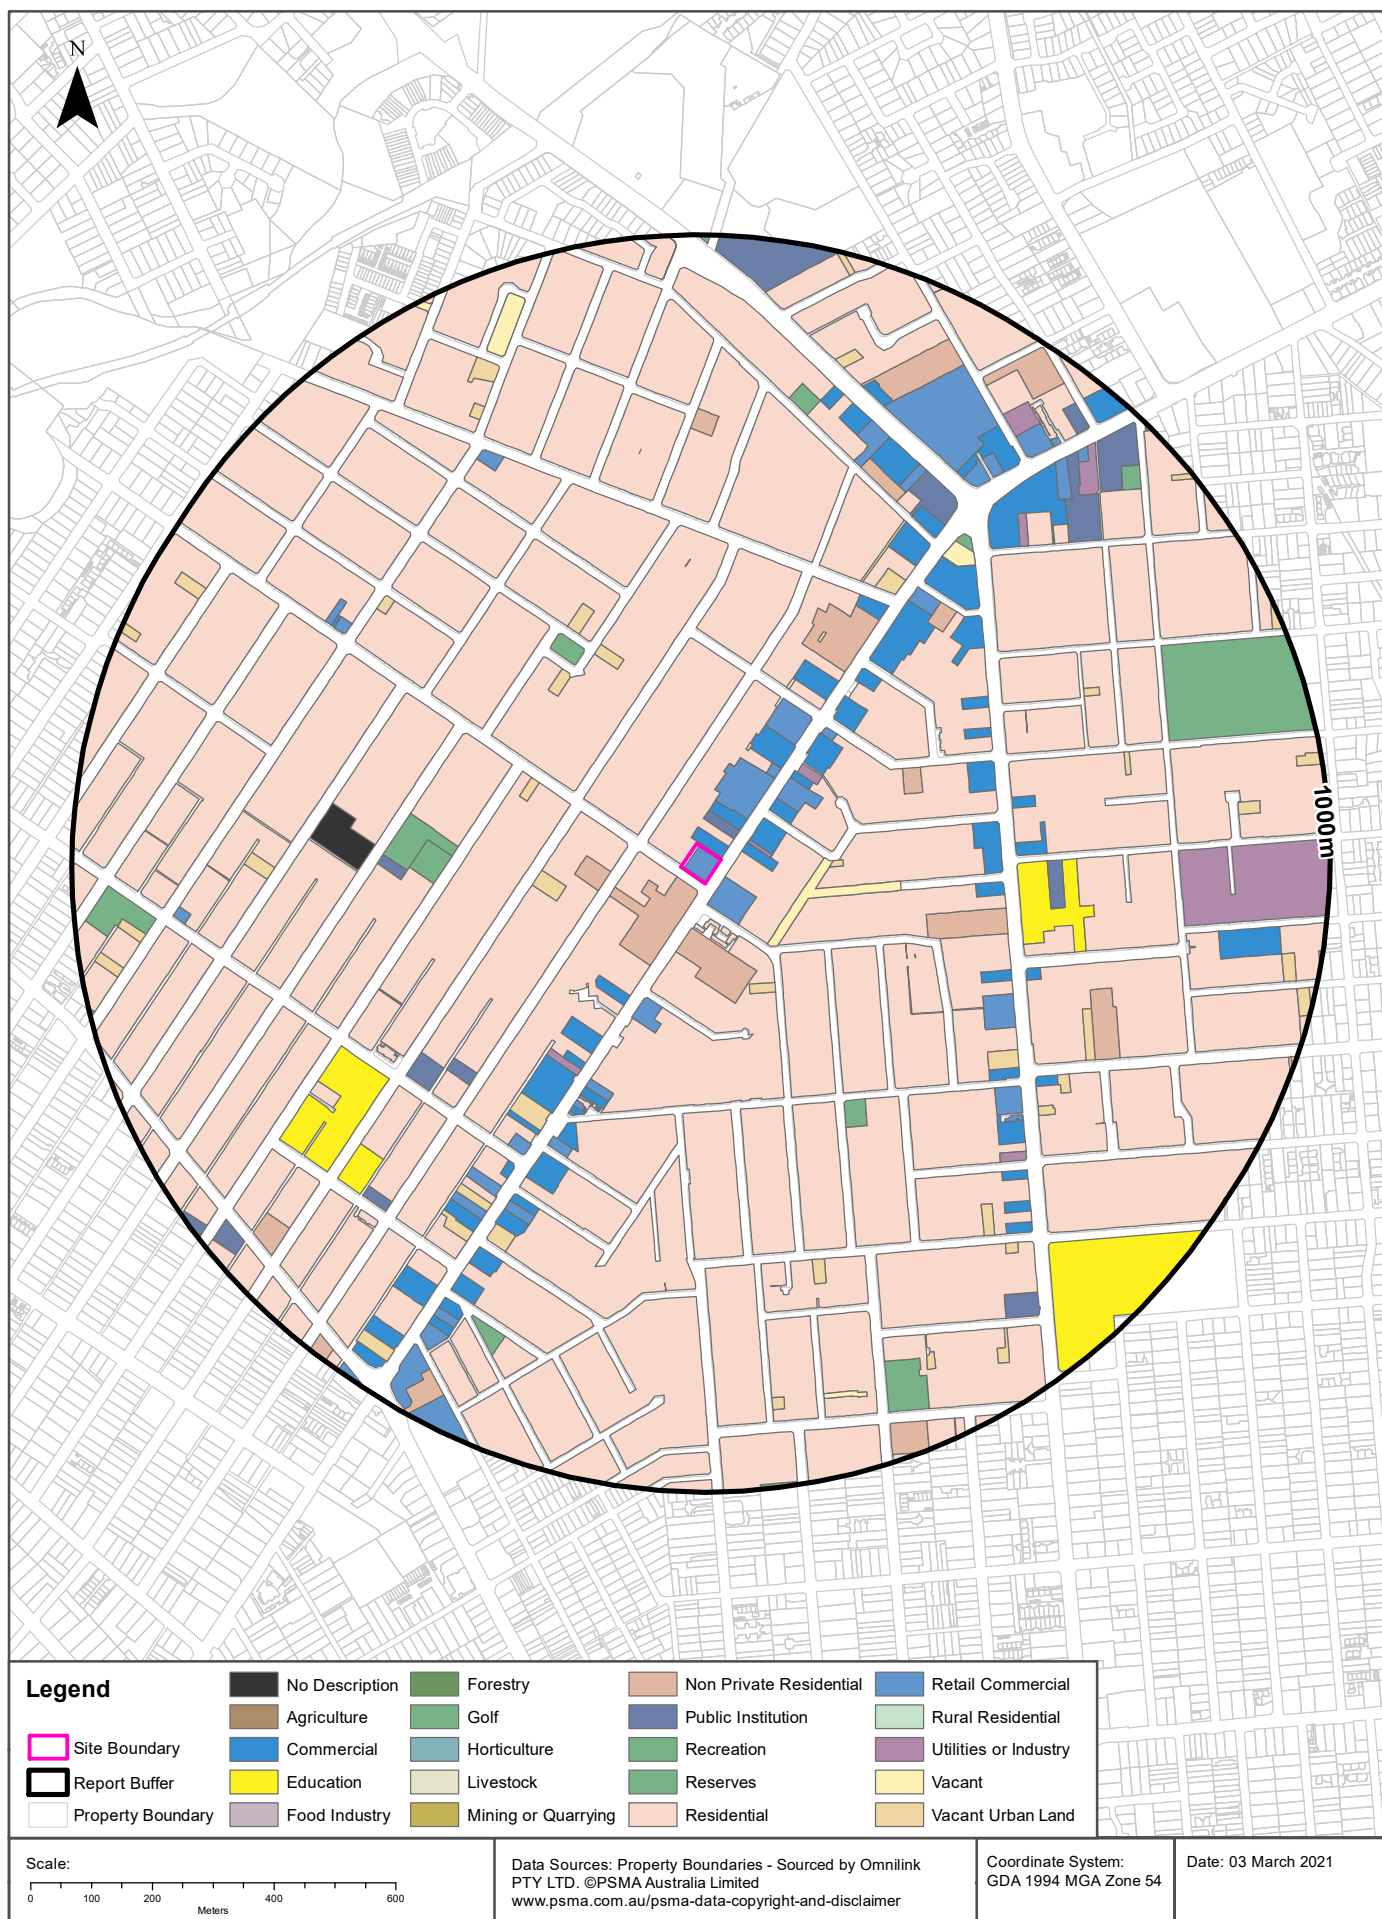 N
1000m
Legend
Site Boundary
Report Buffer
Property Boundary
No Description
Agriculture
Commercial
Education
Food Industry
Forestry
Golf
Horticulture
Livestock
Mining or Quarrying
Non Private Residential
Public Institution
Recreation
Reserves
Residential
Retail Commercial
Rural Residential
Utilities or Industry
Vacant
Vacant Urban Land
Scale:
0 100 200 400 600
Meters
Data Sources: Property Boundaries - Sourced by Omnilink
PTY LTD. ©PSMA Australia Limited
www.psma.com.au/psma-data-copyright-and-disclaimer
Coordinate System:
GDA 1994 MGA Zone 54
Date: 03 March 2021